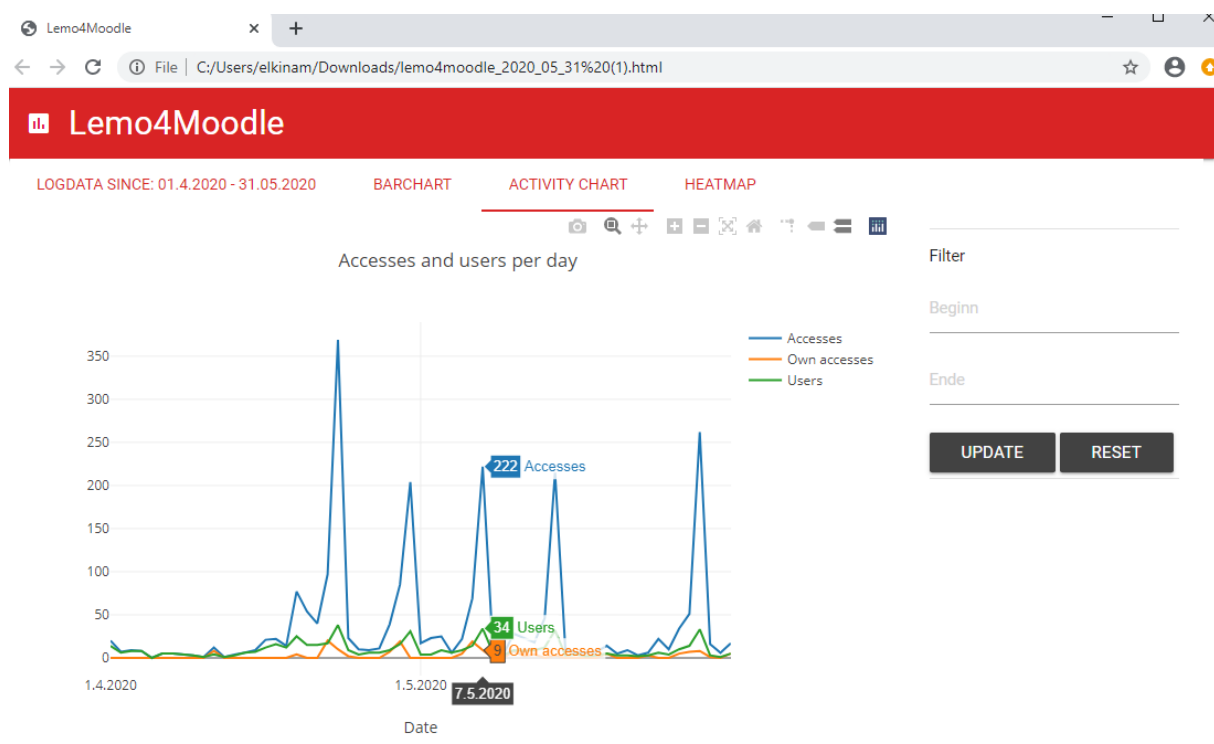 Lemo4Moodle
File | C:/Users/elkinam/Downloads/lemo4moodle_2020_05_31%20(1).html
Lemo4Moodle
LOGDATA SINCE: 01.4.2020 - 31.05.2020 BARCHART ACTIVITY CHART HEATMAP
Accesses and users per day
Filter
Beginn
Ende
UPDATE RESET
Accesses
Own accesses
Users
350
300
250
200
150
100
50
0
222 Accesses
34 Users
9 Own accesses
1.4.2020 1.5.2020 7.5.2020
Date